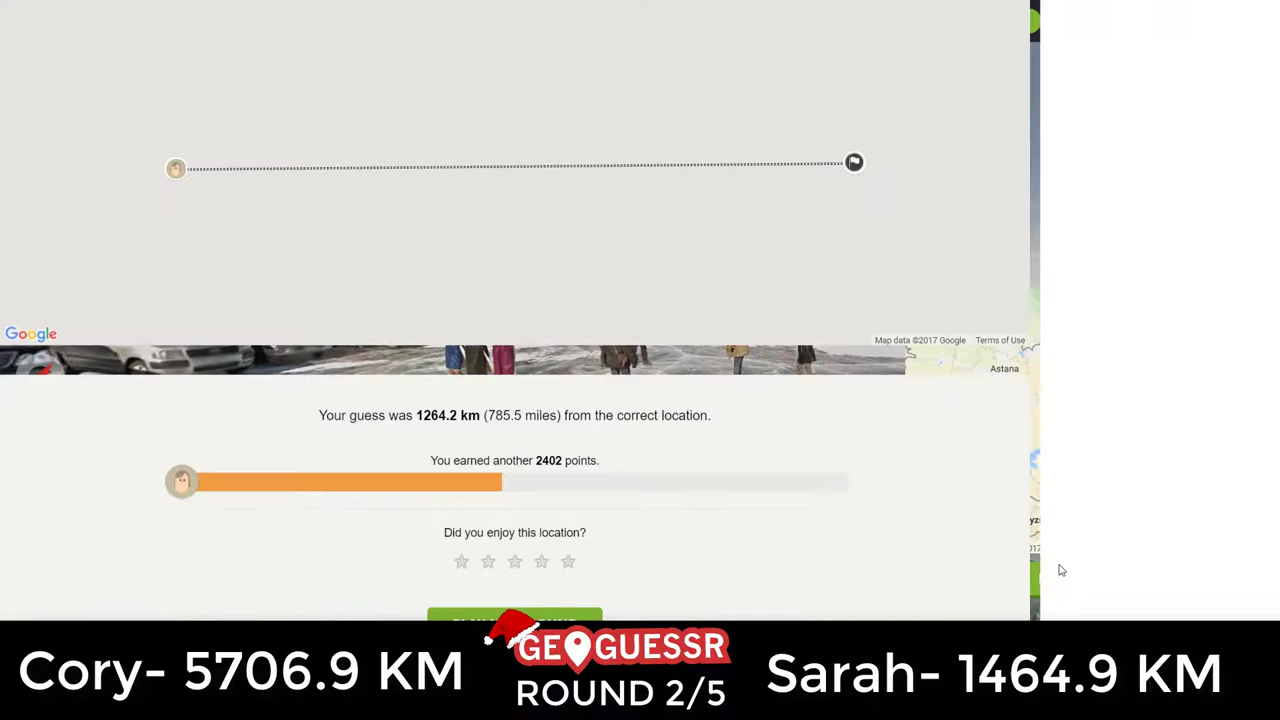 Google
Map data ©2017 Google Terms of Use
Astana
Your guess was 1264.2 km (785.5 miles) from the correct location.
You earned another 2402 points.
Did you enjoy this location?
GEOGUESSR
Cory- 5706.9 KM
ROUND 2/5
Sarah- 1464.9 KM